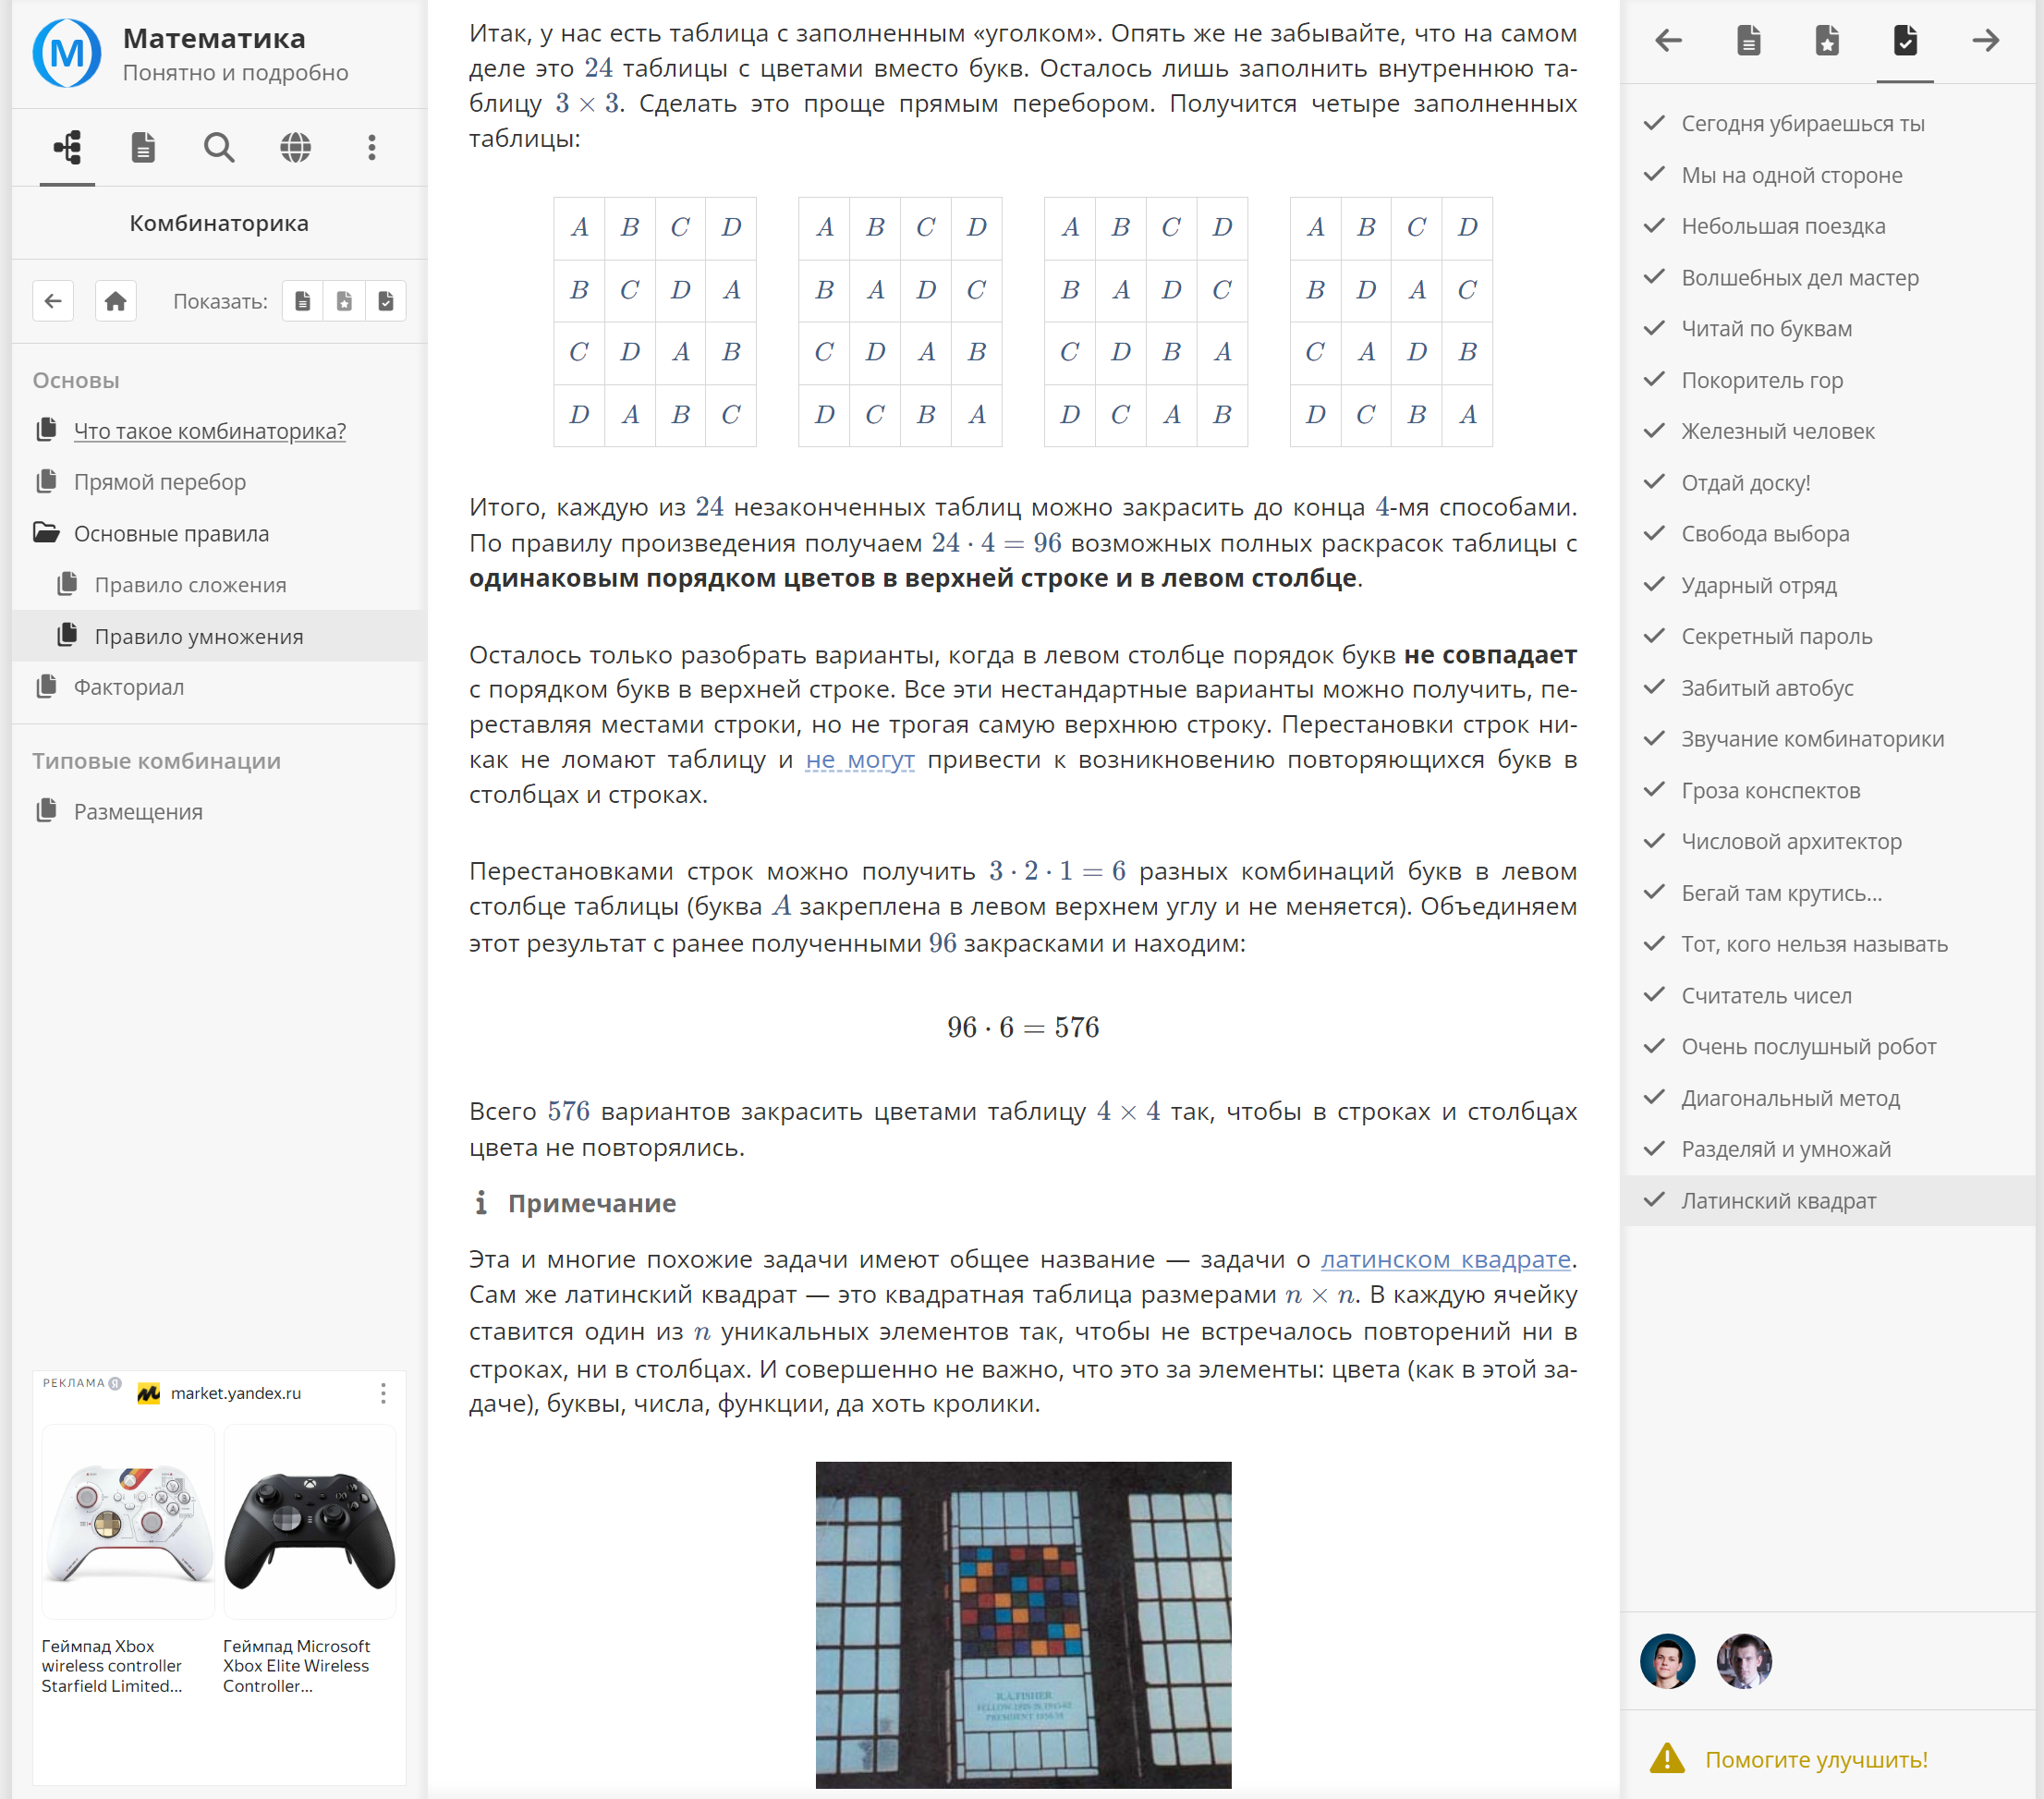 Математика
Понятно и подробно
Комбинаторика
Показать:
Основы
Что такое комбинаторика?
Прямой перебор
Основные правила
Правило сложения
Правило умножения
Факториал
Типовые комбинации
Размещения
РЕКЛАМА Я
market.yandex.ru
Геймпад Xbox
wireless controller
Starfield Limited...
Геймпад Microsoft
Xbox Elite Wireless
Controller...
Итак, у нас есть таблица с заполненным «уголком». Опять же не забывайте, что на самом
деле это 24 таблицы с цветами вместо букв. Осталось лишь заполнить внутреннюю та-
блицу 3 × 3. Сделать это проще прямым перебором. Получится четыре заполненных
таблицы:
A B C D A B C D A B C D A B C D
B C D A B A D C B A D C B D A C
C D A B C D A B C D B A C A D B
D A B C D C B A D C A B D C B A
Итого, каждую из 24 незаконченных таблиц можно закрасить до конца 4-мя способами.
По правилу произведения получаем 24 · 4 = 96 возможных полных раскрасок таблицы с
одинаковым порядком цветов в верхней строке и в левом столбце.
Осталось только разобрать варианты, когда в левом столбце порядок букв не совпадает
с порядком букв в верхней строке. Все эти нестандартные варианты можно получить, пе-
реставляя местами строки, но не трогая самую верхнюю строку. Перестановки строк ни-
как не ломают таблицу и не могут привести к возникновению повторяющихся букв в
столбцах и строках.
Перестановками строк можно получить 3 · 2 · 1 = 6 разных комбинаций букв в левом
столбце таблицы (буква A закреплена в левом верхнем углу и не меняется). Объединяем
этот результат с ранее полученными 96 закрасками и находим:
96 · 6 = 576
Всего 576 вариантов закрасить цветами таблицу 4 × 4 так, чтобы в строках и столбцах
цвета не повторялись.
Примечание
Эта и многие похожие задачи имеют общее название — задачи о латинском квадрате.
Сам же латинский квадрат — это квадратная таблица размерами n × n. В каждую ячейку
ставится один из n уникальных элементов так, чтобы не встречалось повторений ни в
строках, ни в столбцах. И совершенно не важно, что это за элементы: цвета (как в этой за-
даче), буквы, числа, функции, да хоть кролики.
R.A.FISHER
Сегодня убираешься ты
Мы на одной стороне
Небольшая поездка
Волшебных дел мастер
Читай по буквам
Покоритель гор
Железный человек
Отдай доску!
Свобода выбора
Ударный отряд
Секретный пароль
Забитый автобус
Звучание комбинаторики
Гроза конспектов
Числовой архитектор
Бегай там крутись...
Тот, кого нельзя называть
Считатель чисел
Очень послушный робот
Диагональный метод
Разделяй и умножай
Латинский квадрат
Помогите улучшить!